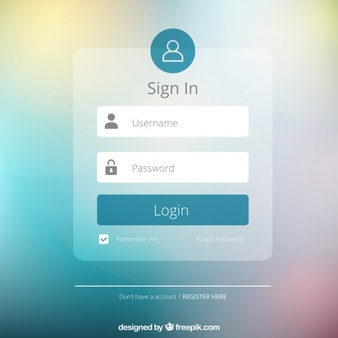 Sign In
Username
Password
Login
Remember me Forgot Password?
Don't have a account ? REGISTER HERE
designed by freepik.com